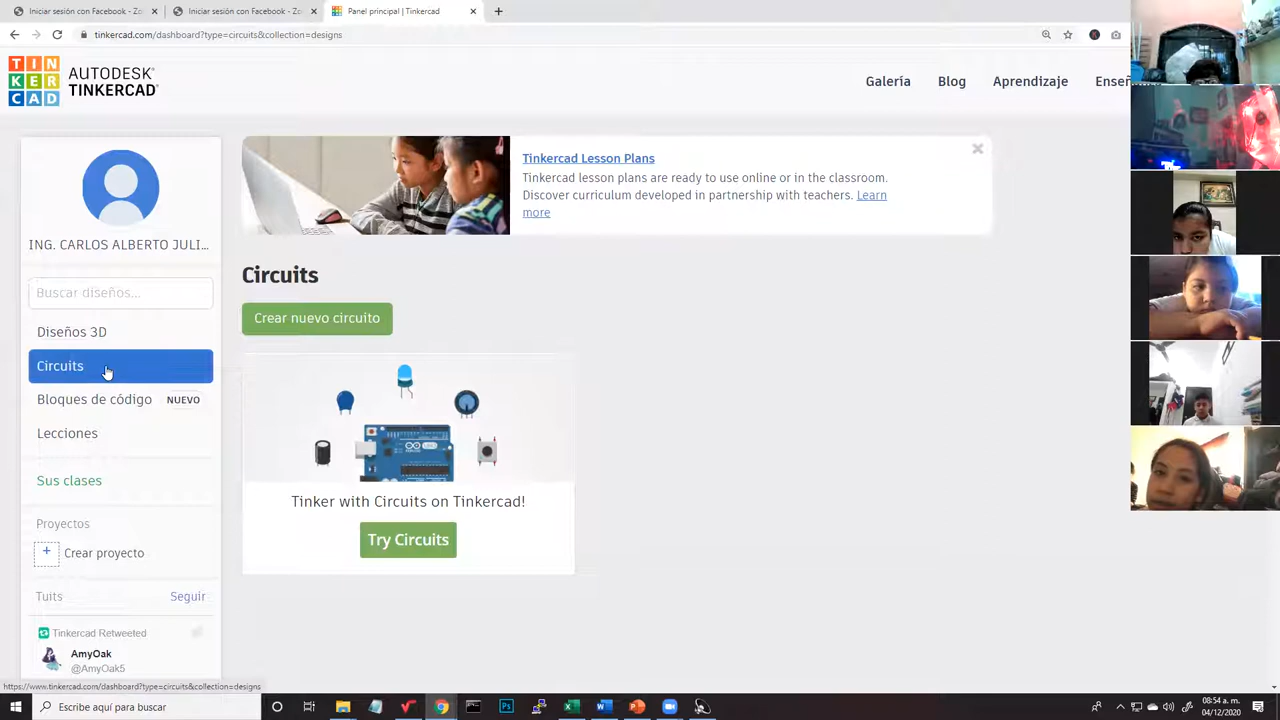 Iniciar sesión con Facebook - Zo
Iniciar sesión con Facebook - Zo
Panel principal | Tinkercad
tinkercad.com/dashboard?type=circuits&collection=designs
TIN
KER
CAD
AUTODESK
TINKERCAD
Galería
Blog
Aprendizaje
Enseñ
Tinkercad Lesson Plans
Tinkercad lesson plans are ready to use online or in the classroom.
Discover curriculum developed in partnership with teachers. Learn
more
ING. CARLOS ALBERTO JULI...
Buscar diseños...
Diseños 3D
Circuits
Bloques de código NUEVO
Lecciones
Sus clases
Proyectos
+ Crear proyecto
Tuits Seguir
Tinkercad Retweeted
AmyOak
@AmyOak5
Circuits
Crear nuevo circuito
Tinker with Circuits on Tinkercad!
Try Circuits
https://www.tinkercad.com/dashboard?type=circuits&collection=designs
Escribe aquí para buscar
08:54 a. m.
04/12/2020